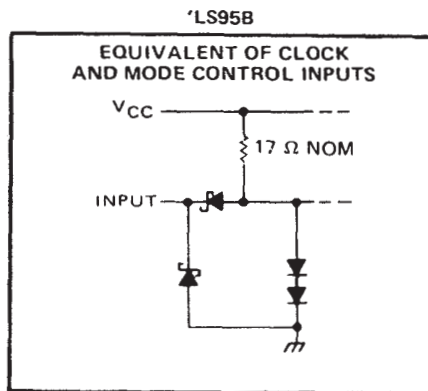 'LS95B
EQUIVALENT OF CLOCK
AND MODE CONTROL INPUTS
VCC
17 Ω NOM
INPUT